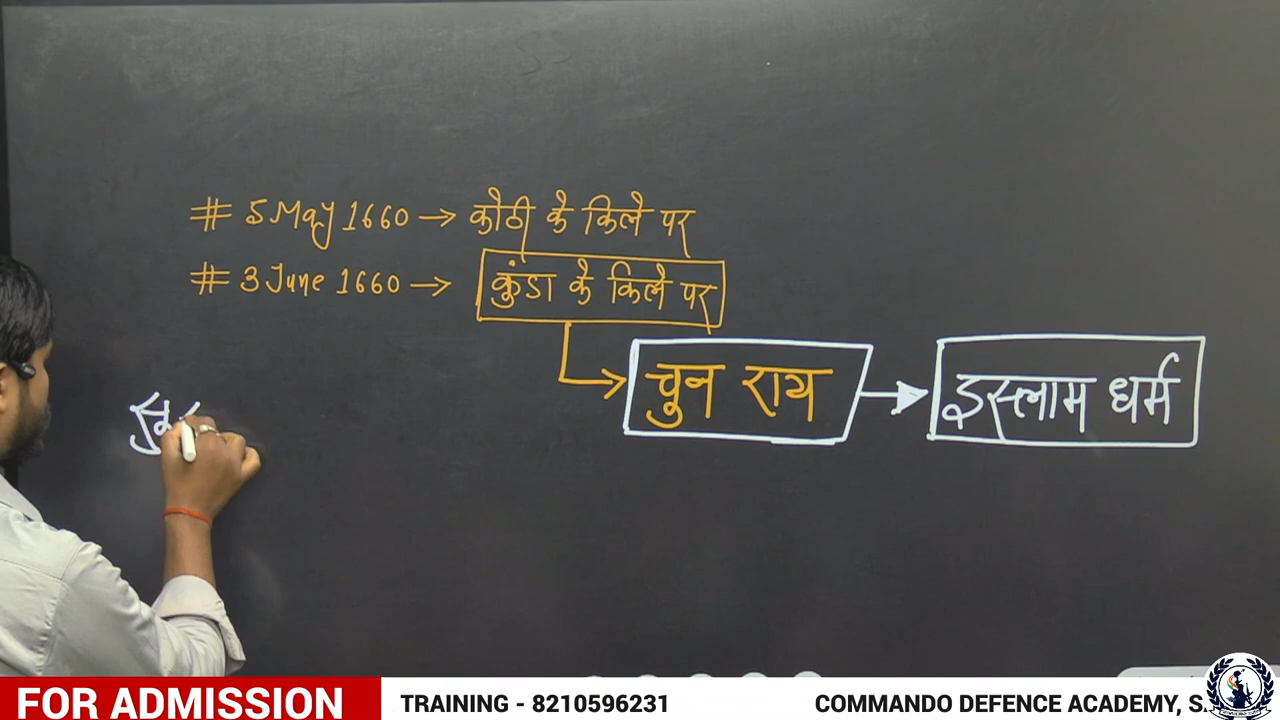 # 5 May 1660 → कोठी के किले पर
# 3 June 1660 → कुंडा के किले पर
चुन राय → इस्लाम धर्म
FOR ADMISSION
TRAINING - 8210596231
COMMANDO DEFENCE ACADEMY,